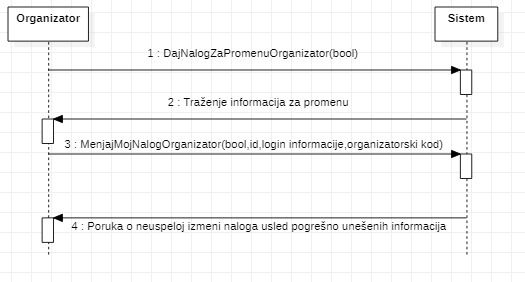 Organizator
Sistem
1 : DajNalogZaPromenuOrganizator(bool)
2 : Traženje informacija za promenu
3 : MenjajMojNalogOrganizator(bool,id,login informacije,organizatorski kod)
4 : Poruka o neuspeloj izmeni naloga usled pogrešno unešenih informacija